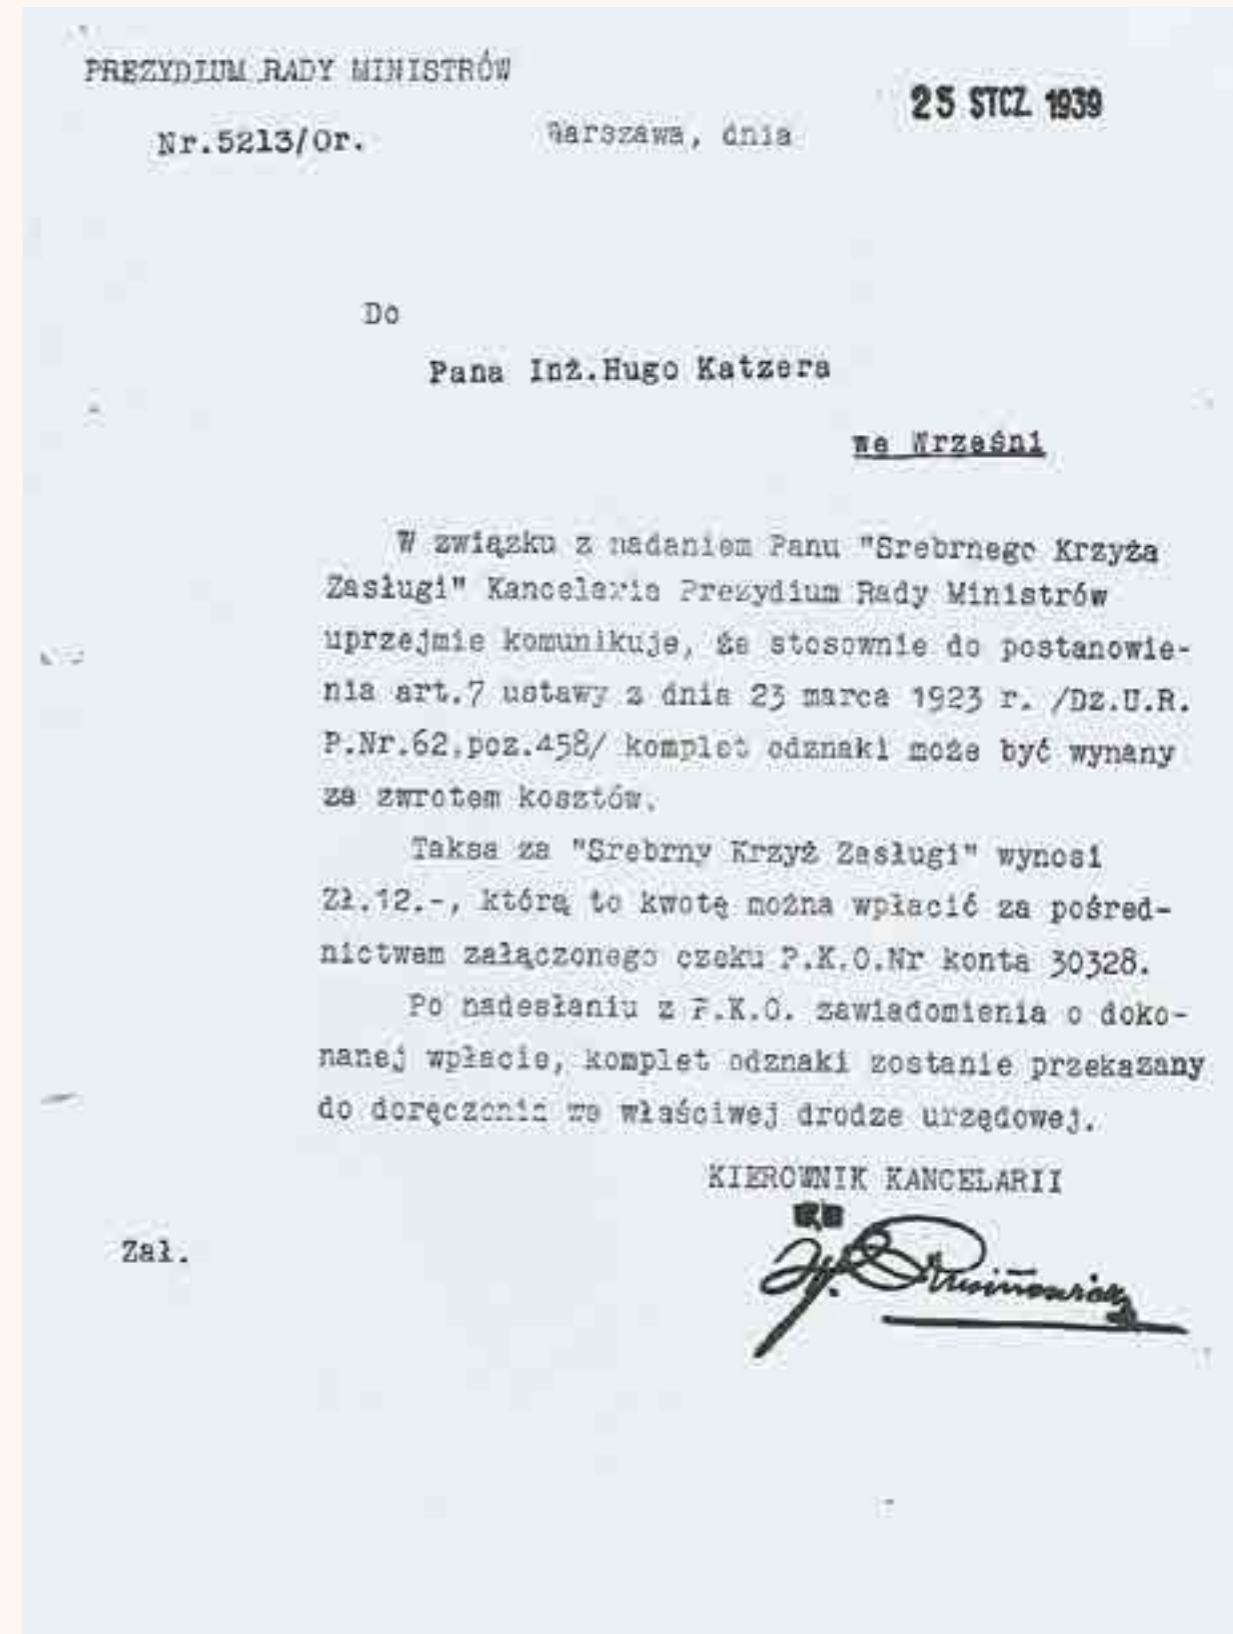 PREZYDIUM RADY MINISTRÓW
25 STCZ. 1939
Nr.5213/Or. Warszawa, dnia
Do
Pana Inż.Hugo Katzera
we Wrześni
W związku z nadaniem Panu "Srebrnego Krzyża
Zasługi" Kancelaria Prezydium Rady Ministrów
uprzejmie komunikuje, że stosownie do postanowie-
nia art.7 ustawy z dnia 23 marca 1923 r. /Dz.U.R.
P.Nr.62,poz.458/ komplet odznaki może być wynany
za zwrotem kosztów.
Taksa za "Srebrny Krzyż Zasługi" wynosi
Zł.12.-, którą to kwotę można wpłacić za pośred-
nictwem załączonego czeku P.K.O.Nr konta 30328.
Po nadesłaniu z P.K.O. zawiadomienia o doko-
nanej wpłacie, komplet odznaki zostanie przekazany
do doręczenia we właściwej drodze urzędowej.
KIEROWNIK KANCELARII
Zał.